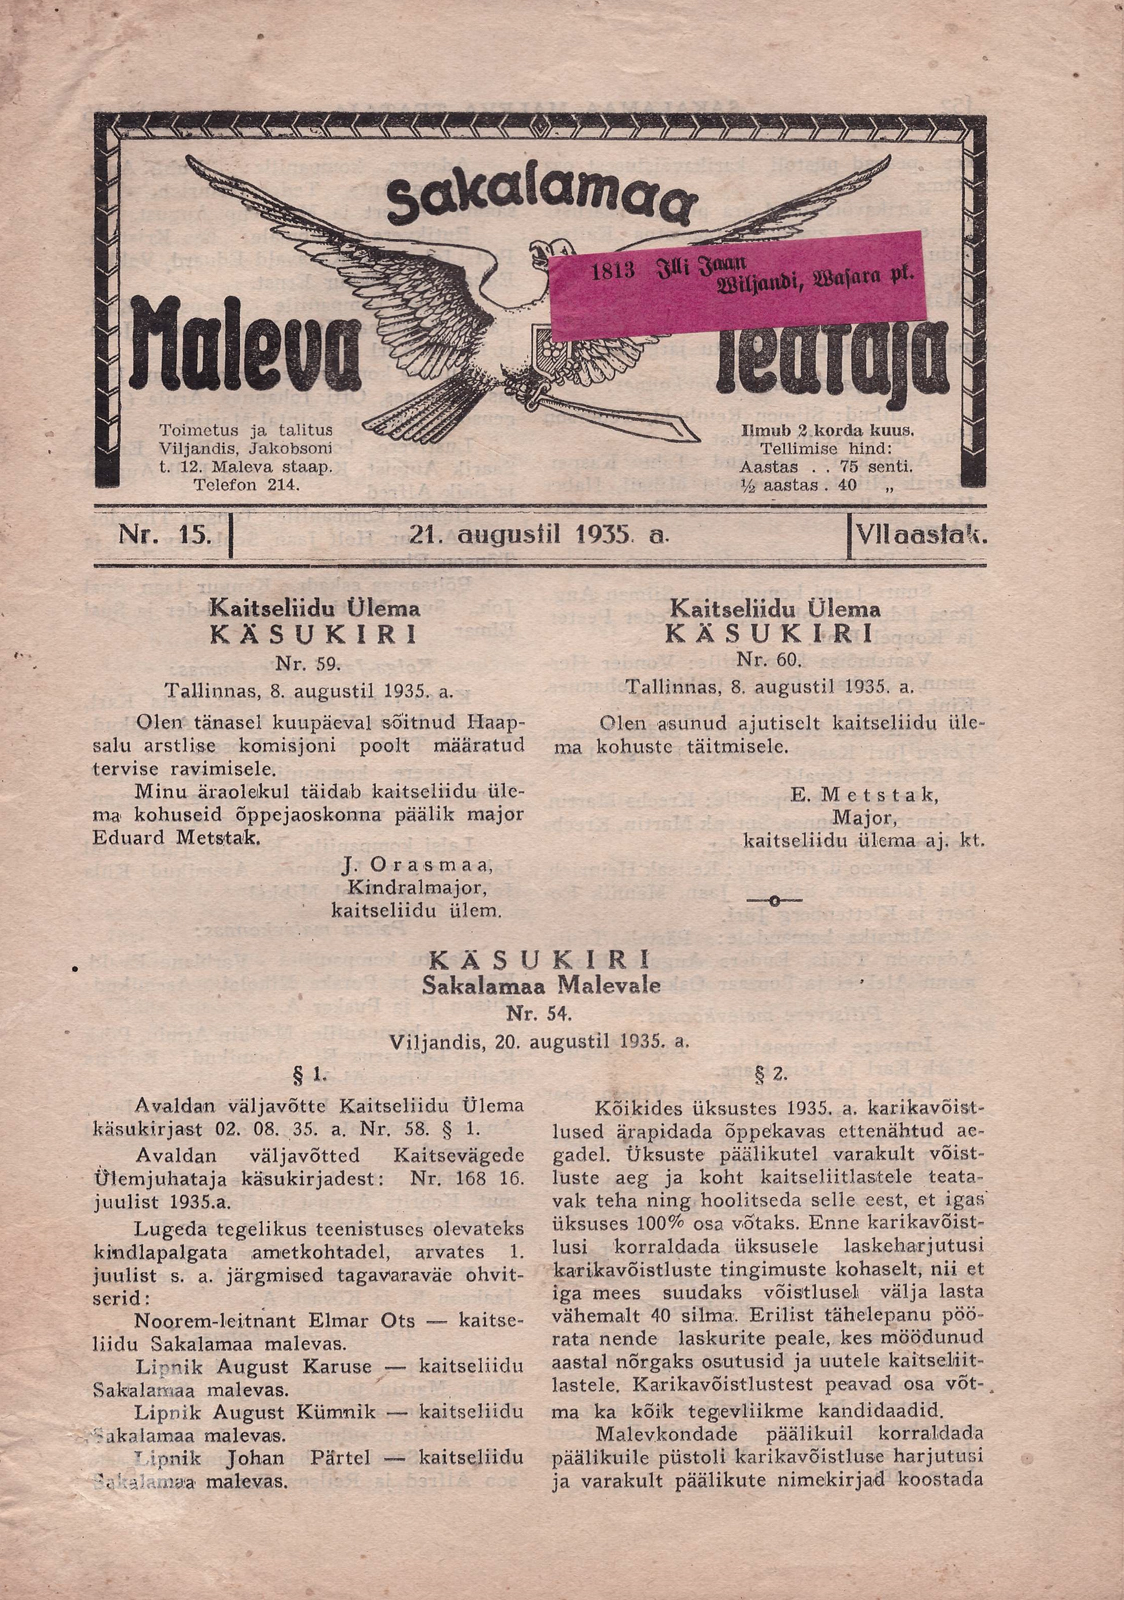 Sakalamaa
Maleva Teataja
1813 Illi Jaan
Wiljandi, Wasara pk.
Toimetus ja talitus
Viljandis, Jakobsoni
t. 12. Maleva staap.
Telefon 214.
Ilmub 2 korda kuus.
Tellimise hind:
Aastas . . 75 senti.
½ aastas . 40 „
Nr. 15.
21. augustil 1935. a.
VII aastak.
Kaitseliidu Ülema
KÄSUKIRI
Nr. 59.
Tallinnas, 8. augustil 1935. a.
Olen tänasel kuupäeval sõitnud Haap-
salu arstlise komisjoni poolt määratud
tervise ravimisele.
Minu äraolekul täidab kaitseliidu üle-
ma kohuseid õppejaoskonna päälik major
Eduard Metstak.
J. Orasmaa,
Kindralmajor,
kaitseliidu ülem.
Kaitseliidu Ülema
KÄSUKIRI
Nr. 60.
Tallinnas, 8. augustil 1935. a.
Olen asunud ajutiselt kaitseliidu üle-
ma kohuste täitmisele.
E. Metstak,
Major,
kaitseliidu ülema aj. kt.
KÄSUKIRI
Sakalamaa Malevale
Nr. 54.
Viljandis, 20. augustil 1935. a.
§ 1.
Avaldan väljavõtte Kaitseliidu Ülema
käsukirjast 02. 08. 35. a. Nr. 58. § 1.
Avaldan väljavõtted Kaitsevägede
Ülemjuhataja käsukirjadest: Nr. 168 16.
juulist 1935.a.
Lugeda tegelikus teenistuses olevateks
kindlapalgata ametkohtadel, arvates 1.
juulist s. a. järgmised tagavaraväe ohvit-
serid:
Noorem-leitnant Elmar Ots — kaitse-
liidu Sakalamaa malevas.
Lipnik August Karuse — kaitseliidu
Sakalamaa malevas.
Lipnik August Kümnik — kaitseliidu
Sakalamaa malevas.
Lipnik Johan Pärtel — kaitseliidu
Sakalamaa malevas.
§ 2.
Kõikides üksustes 1935. a. karikavõist-
lused ärapidada õppekavas ettenähtud ae-
gadel. Üksuste päälikutel varakult võist-
luste aeg ja koht kaitseliitlastele teata-
vak teha ning hoolitseda selle eest, et igas
üksuses 100% osa võtaks. Enne karikavõist-
lusi korraldada üksusele laskeharjutusi
karikavõistluste tingimuste kohaselt, nii et
iga mees suudaks võistlusel välja lasta
vähemalt 40 silma. Erilist tähelepanu pöö-
rata nende laskurite peale, kes möödunud
aastal nõrgaks osutusid ja uutele kaitseliit-
lastele. Karikavõistlustest peavad osa võt-
ma ka kõik tegevliikme kandidaadid.
Malevkondade päälikuil korraldada
päälikuile püstoli karikavõistluse harjutusi
ja varakult päälikute nimekirjad koostada